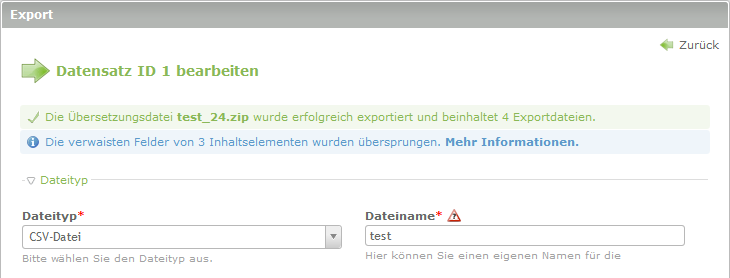 Export
Zurück
Datensatz ID 1 bearbeiten
Die Übersetzungsdatei test_24.zip wurde erfolgreich exportiert und beinhaltet 4 Exportdateien.
Die verwaisten Felder von 3 Inhaltselementen wurden übersprungen. Mehr Informationen.
Dateityp
Dateityp* Dateiname*
CSV-Datei test
Bitte wählen Sie den Dateityp aus. Hier können Sie einen eigenen Namen für die